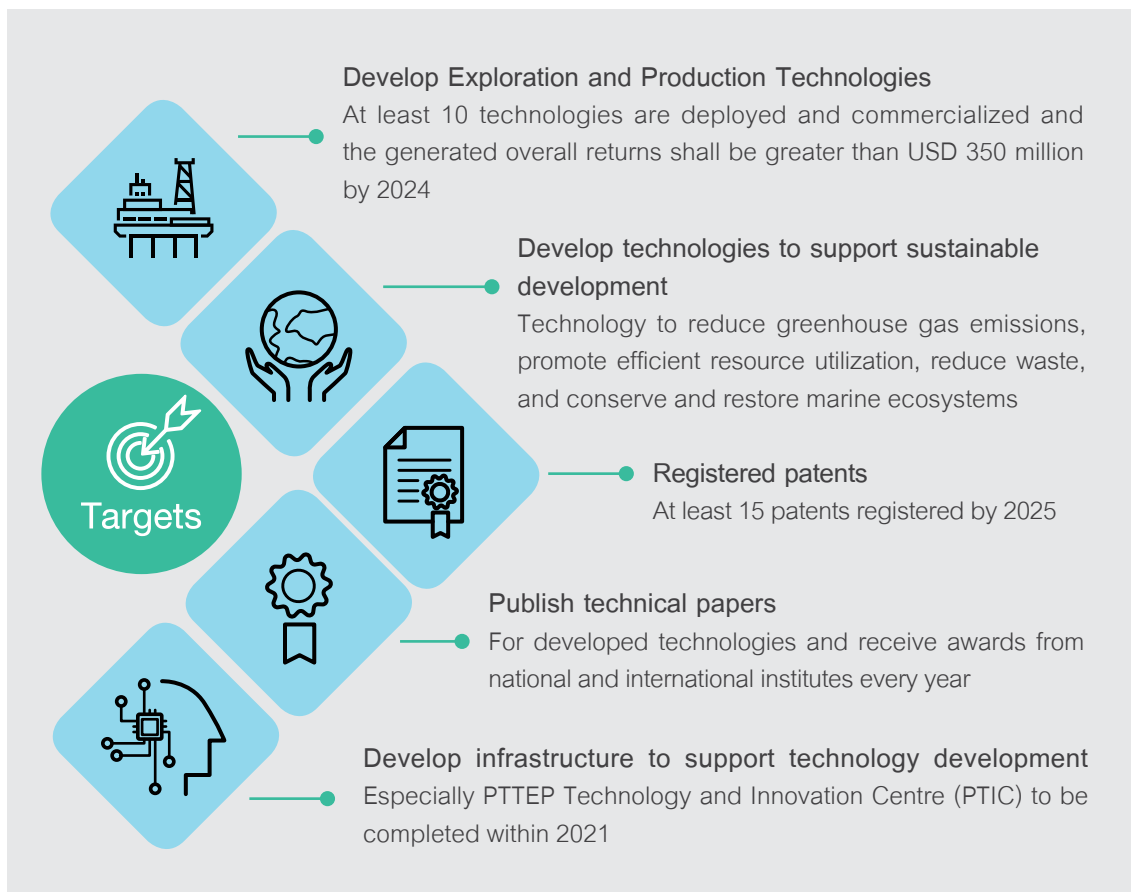 Develop Exploration and Production Technologies
At least 10 technologies are deployed and commercialized and
the generated overall returns shall be greater than USD 350 million
by 2024
Develop technologies to support sustainable
development
Technology to reduce greenhouse gas emissions,
promote efficient resource utilization, reduce waste,
and conserve and restore marine ecosystems
Targets
Registered patents
At least 15 patents registered by 2025
Publish technical papers
For developed technologies and receive awards from
national and international institutes every year
Develop infrastructure to support technology development
Especially PTTEP Technology and Innovation Centre (PTIC) to be
completed within 2021